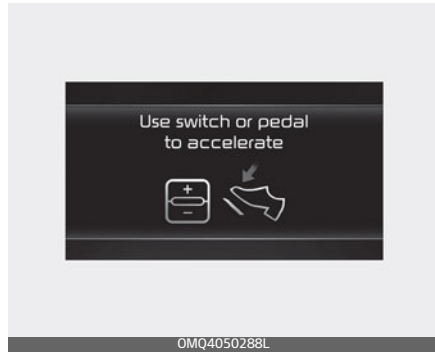 Use switch or pedal
to accelerate
+
−
OMQ4050288L